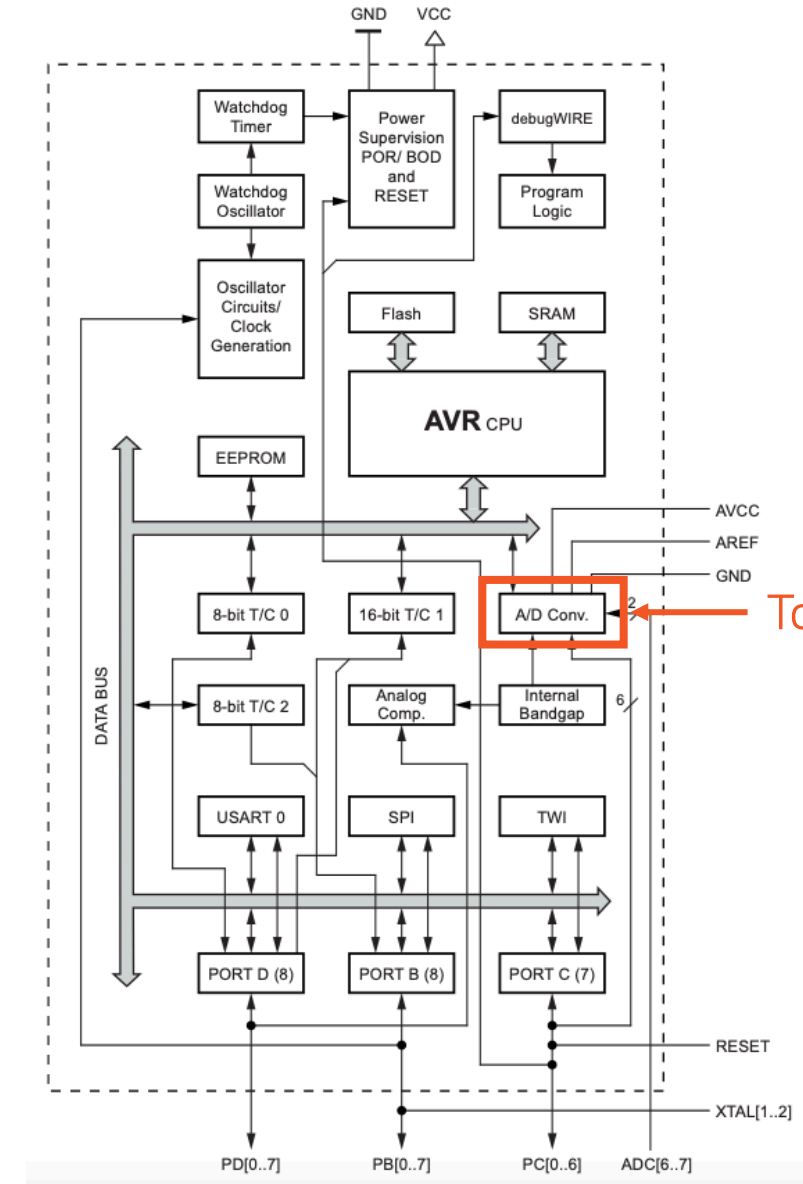 GND
VCC
Watchdog
Timer
Power
Supervision
POR/ BOD
and
RESET
debugWIRE
Watchdog
Oscillator
Program
Logic
Oscillator
Circuits/
Clock
Generation
Flash
SRAM
AVR CPU
EEPROM
AVCC
AREF
GND
8-bit T/C 0
16-bit T/C 1
A/D Conv.
2
DATA BUS
8-bit T/C 2
Analog
Comp.
Internal
Bandgap
6
USART 0
SPI
TWI
PORT D (8)
PORT B (8)
PORT C (7)
RESET
XTAL[1..2]
PD[0..7]
PB[0..7]
PC[0..6]
ADC[6..7]